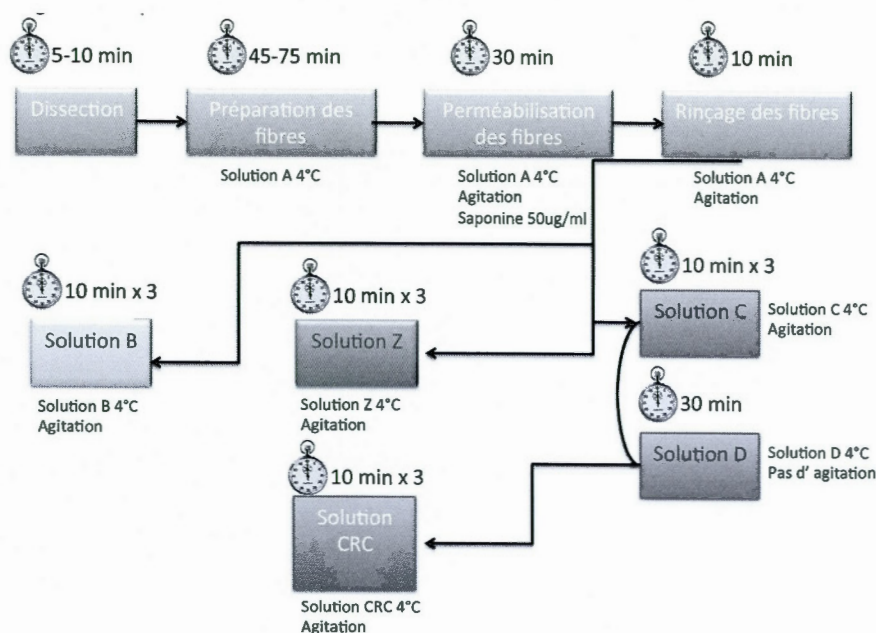 5-10 min
45-75 min
30 min
10 min
Dissection
Préparation des
fibres
Perméabilisation
des fibres
Rinçage des fibres
Solution A 4°C
Solution A 4°C
Agitation
Saponine 50ug/ml
Solution A 4°C
Agitation
10 min x 3
10 min x 3
10 min x 3
Solution B
Solution Z
Solution C
Solution C 4°C
Agitation
Solution B 4°C
Agitation
Solution Z 4°C
Agitation
30 min
Solution D
Solution D 4°C
Pas d' agitation
10 min x 3
Solution
CRC
Solution CRC 4°C
Agitation